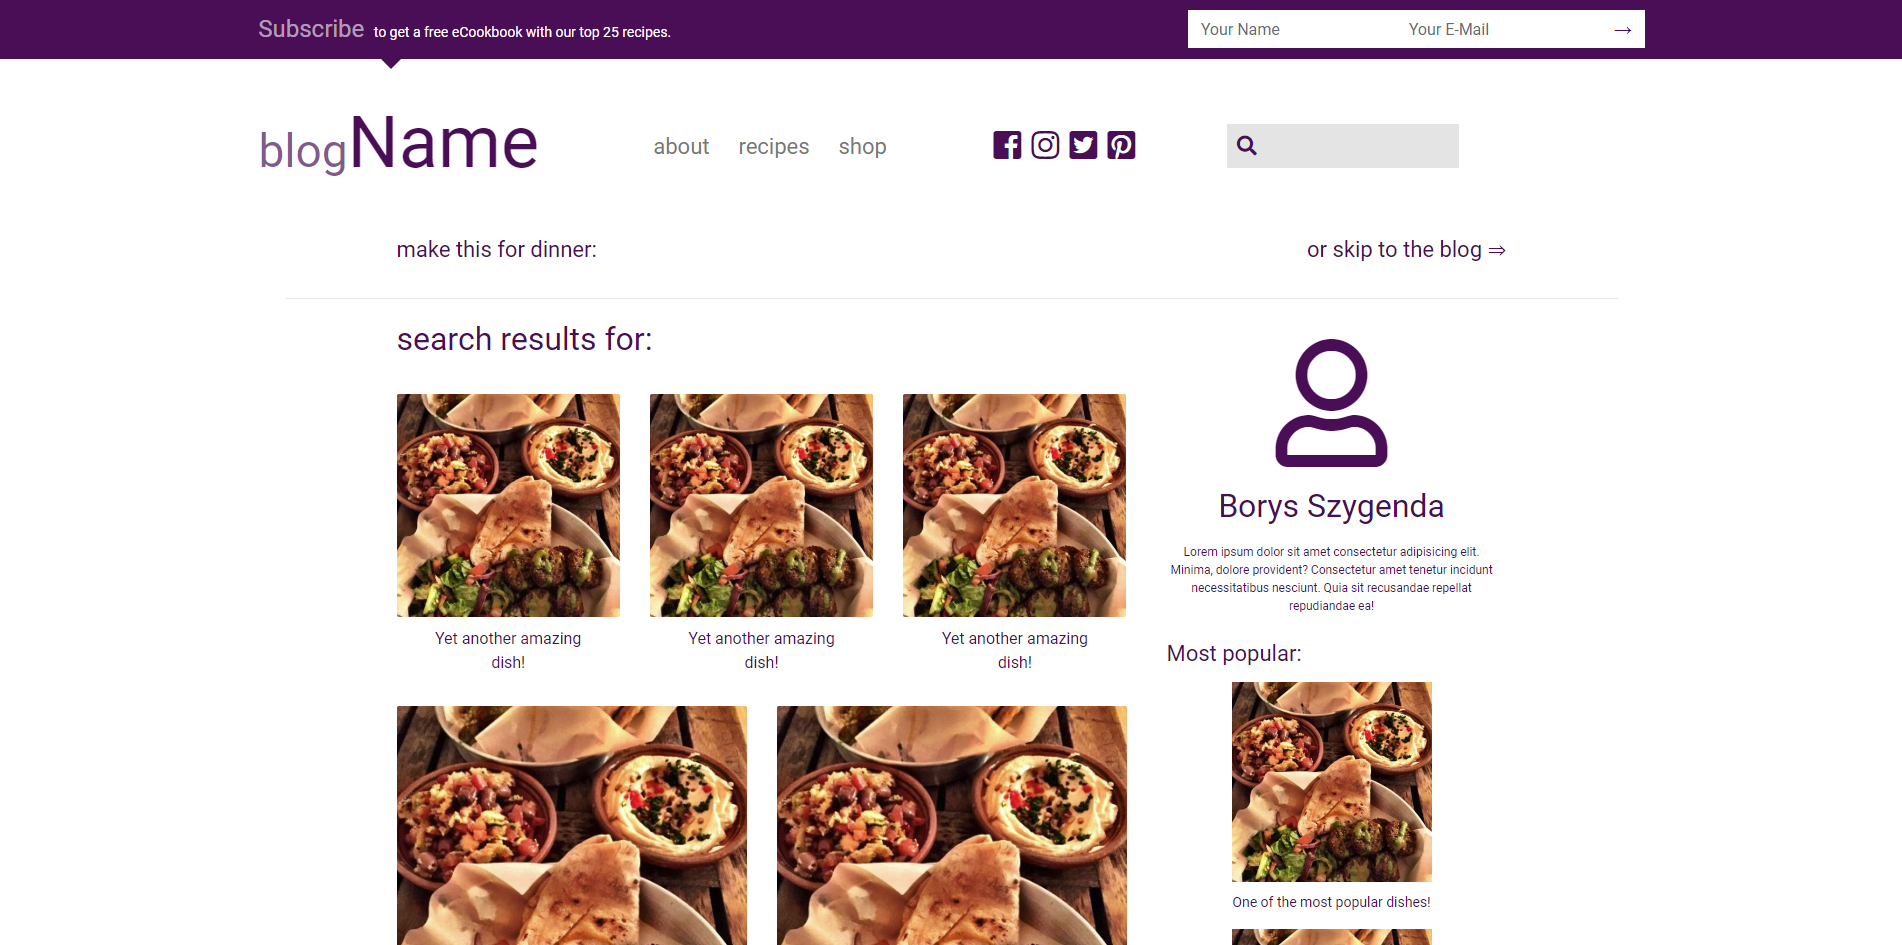 Subscribe to get a free eCookbook with our top 25 recipes.
Your Name
Your E-Mail
→
blogName
about
recipes
shop
make this for dinner:
or skip to the blog ⇒
search results for:
Yet another amazing
dish!
Yet another amazing
dish!
Yet another amazing
dish!
Borys Szygenda
Lorem ipsum dolor sit amet consectetur adipisicing elit.
Minima, dolore provident? Consectetur amet tenetur incidunt
necessitatibus nesciunt. Quia sit recusandae repellat
repudiandae ea!
Most popular:
One of the most popular dishes!